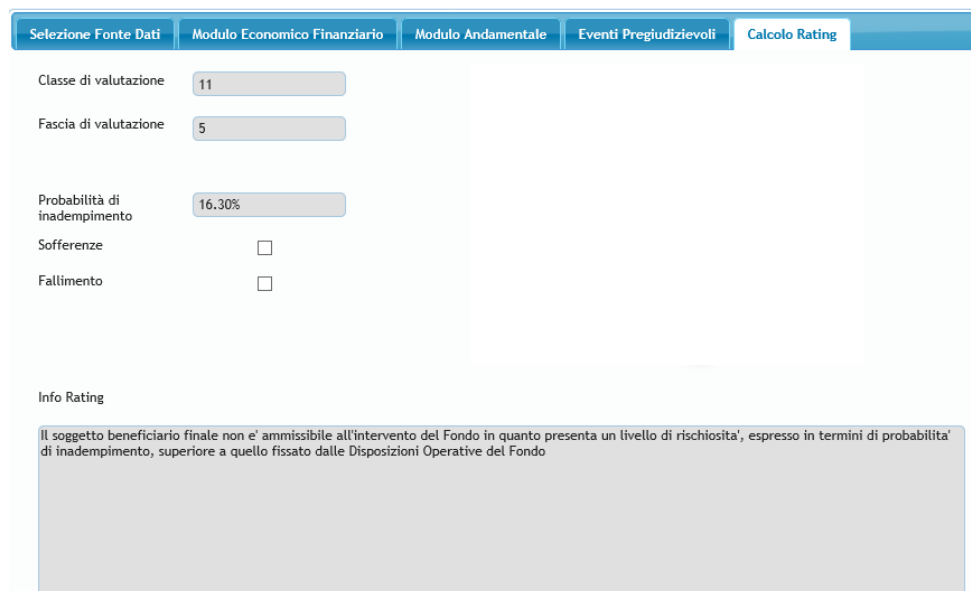 Selezione Fonte Dati Modulo Economico Finanziario Modulo Andamentale Eventi Pregiudizievoli Calcolo Rating
Classe di valutazione 11
Fascia di valutazione 5
Probabilità di
inadempimento 16.30%
Sofferenze
Fallimento
Info Rating
Il soggetto beneficiario finale non e' ammissibile all'intervento del Fondo in quanto presenta un livello di rischiosita', espresso in termini di probabilita'
di inadempimento, superiore a quello fissato dalle Disposizioni Operative del Fondo